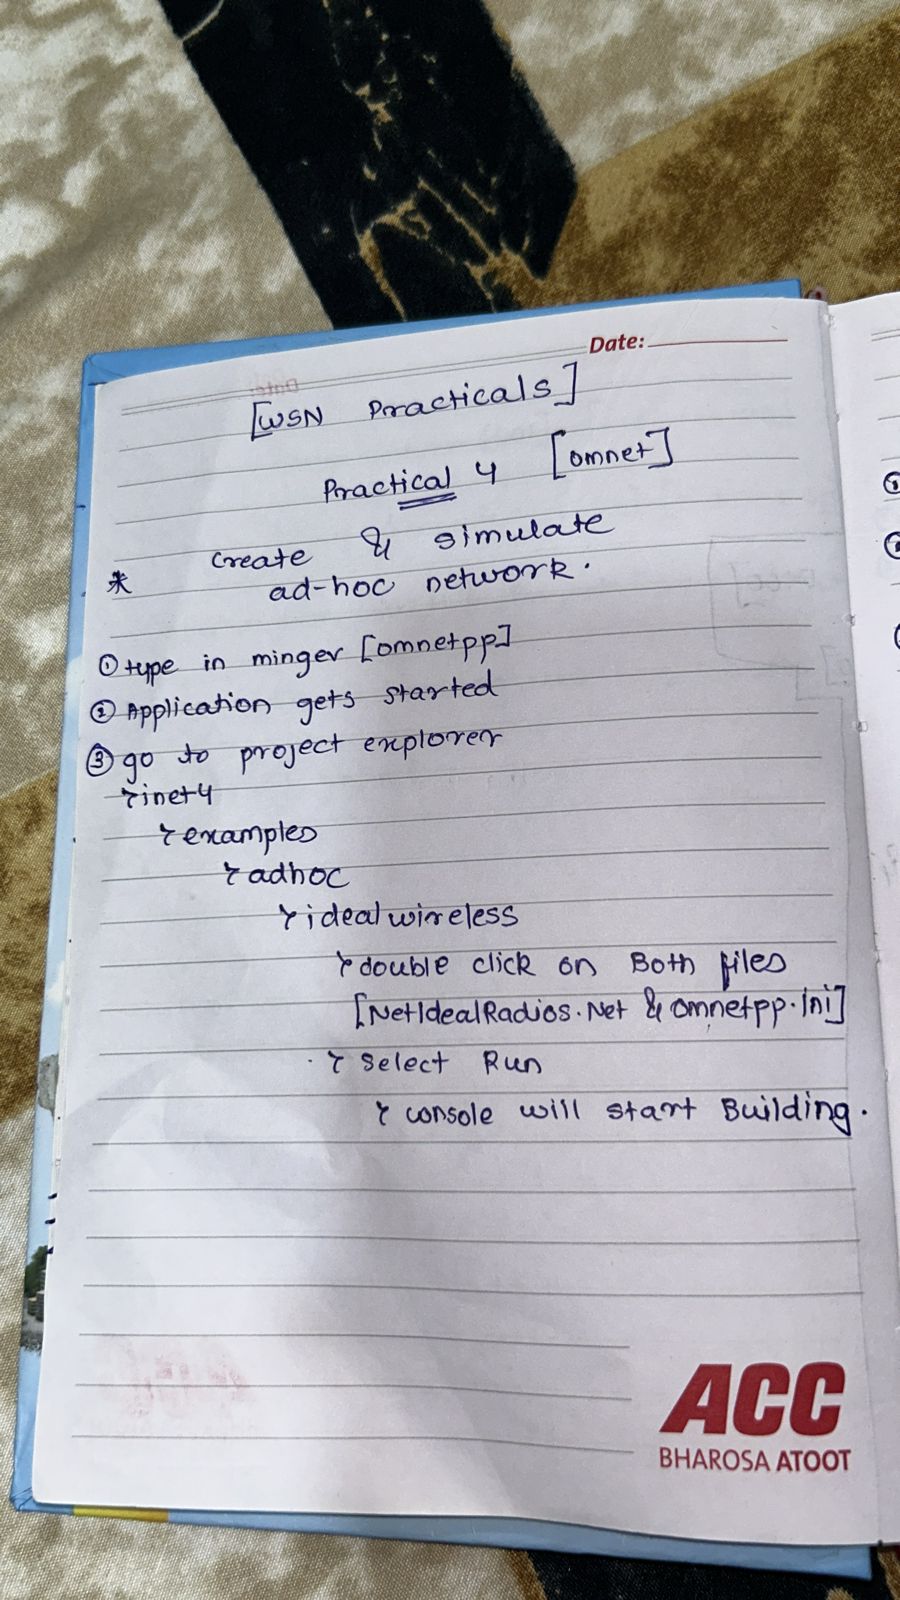 Date:
[WSN Practicals]
Practical 4 [omnet]
* Create & simulate
ad-hoc network.
① type in minger [omnetpp]
② Application gets started
③ go to project explorer
inet4
examples
adhoc
idealwireless
double click on Both files
[NetIdealRadios.Net & omnetpp.Ini]
Select Run
console will start Building.
ACC
BHAROSA ATOOT